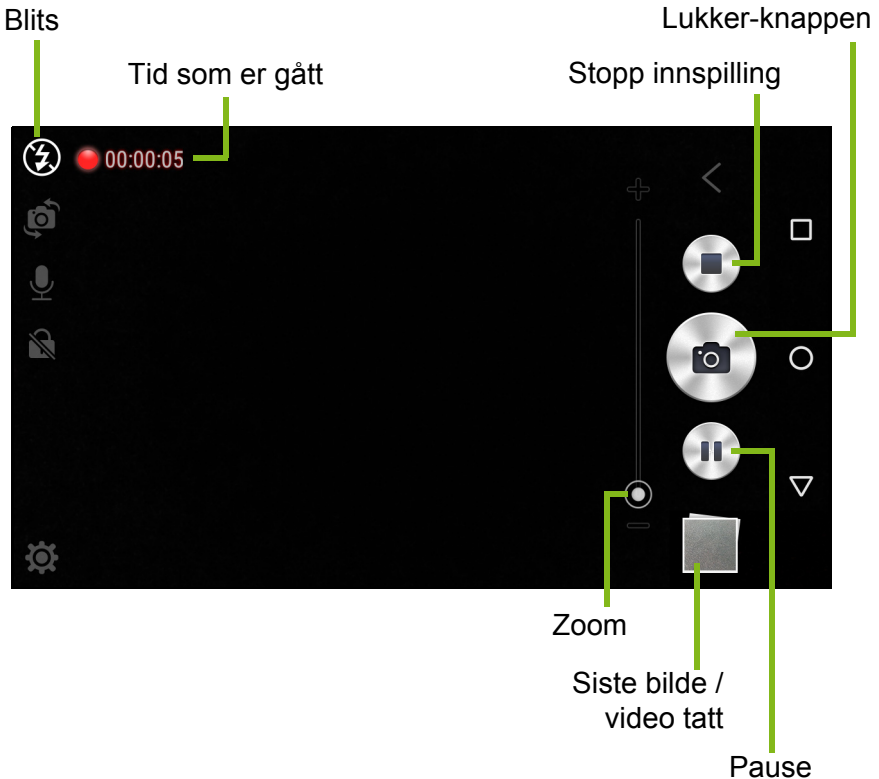 Blits
Lukker-knappen
Tid som er gått
Stopp innspilling
00:00:05
Zoom
Siste bilde /
video tatt
Pause